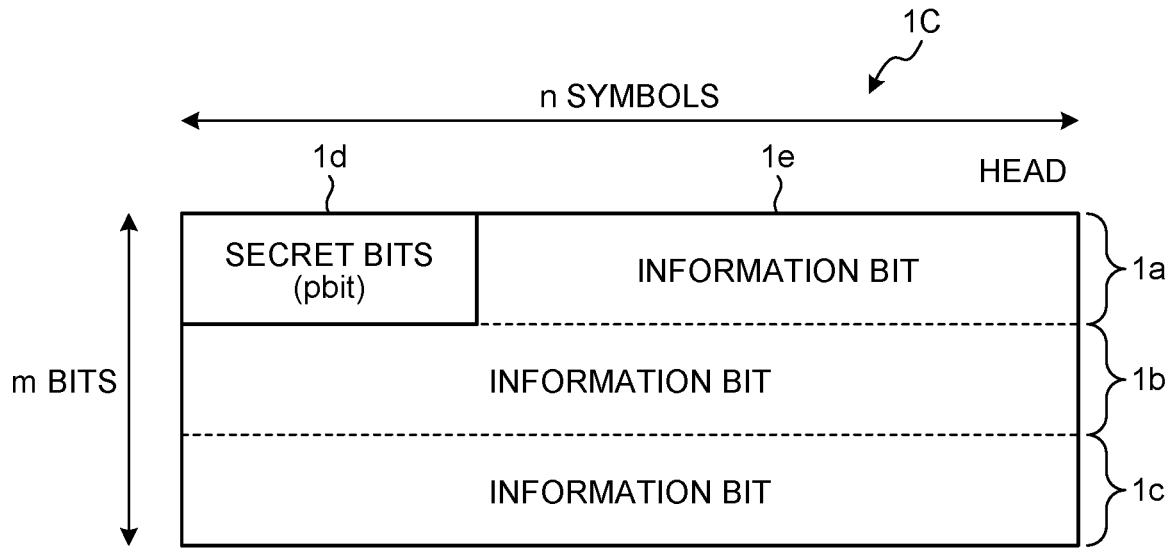 1C
n SYMBOLS
1d
1e
HEAD
SECRET BITS
(pbit)
INFORMATION BIT
1a
m BITS
INFORMATION BIT
1b
INFORMATION BIT
1c